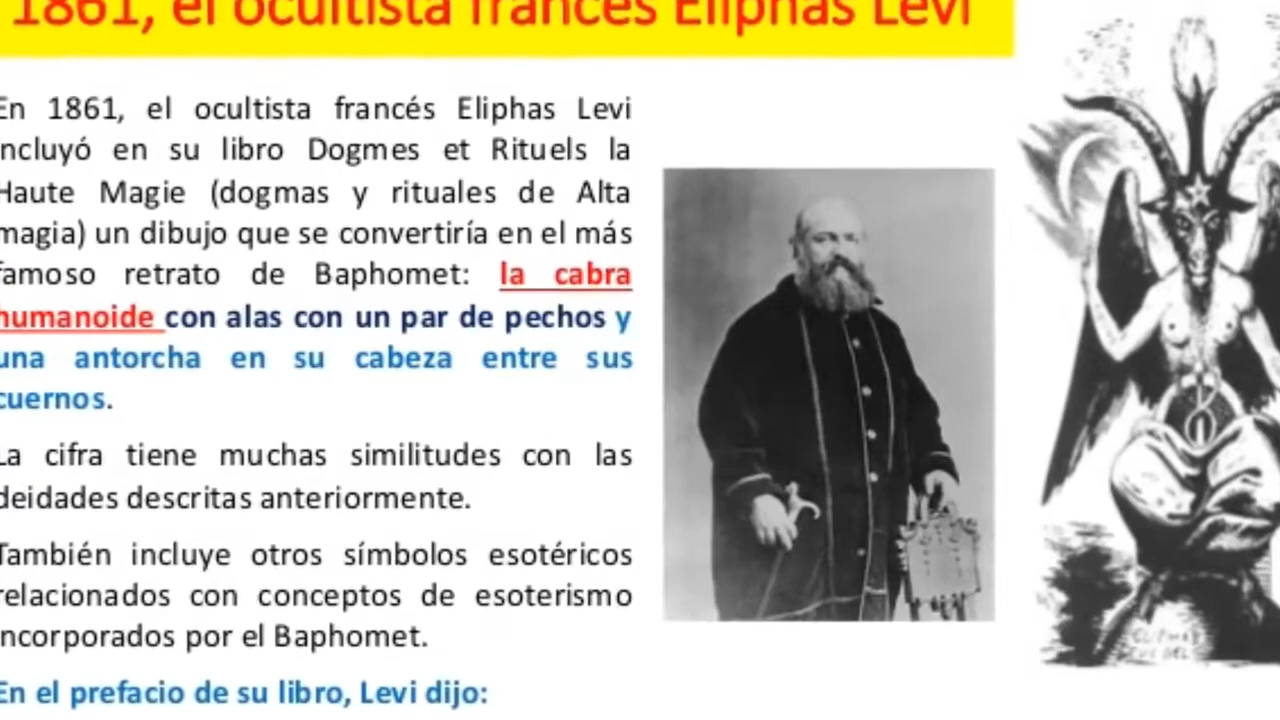 1861, el ocultista francés Eliphas Levi
En 1861, el ocultista francés Eliphas Levi
incluyó en su libro Dogmes et Rituels la
Haute Magie (dogmas y rituales de Alta
magia) un dibujo que se convertiría en el más
famoso retrato de Baphomet: la cabra
humanoide con alas con un par de pechos y
una antorcha en su cabeza entre sus
cuernos.
La cifra tiene muchas similitudes con las
deidades descritas anteriormente.
También incluye otros símbolos esotéricos
relacionados con conceptos de esoterismo
incorporados por el Baphomet.
En el prefacio de su libro, Levi dijo: